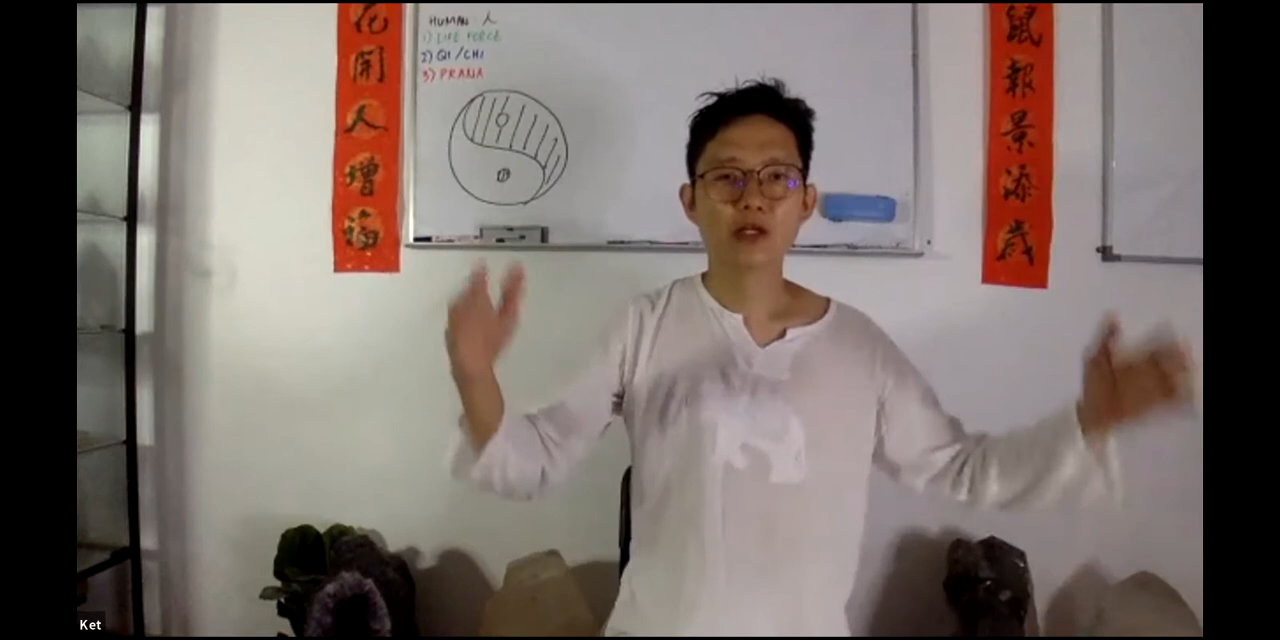 花開人增福
HUMAN 人
1) LIFE FORCE
2) QI / CHI
3) PRANA
鼠報景添歲
Ket